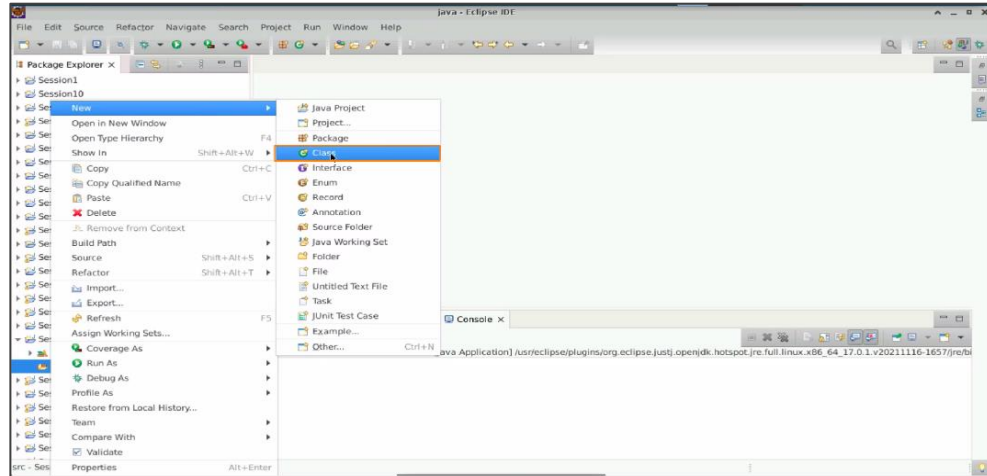 java - Eclipse IDE
File Edit Source Refactor Navigate Search Project Run Window Help
Package Explorer
Session1
Session10
Se
New
Open in New Window
Open Type Hierarchy F4
Show In Shift+Alt+W
Copy Ctrl+C
Copy Qualified Name
Paste Ctrl+V
Delete
Remove from Context
Build Path
Source Shift+Alt+S
Refactor Shift+Alt+T
Import...
Export...
Refresh F5
Assign Working Sets...
Coverage As
Run As
Debug As
Profile As
Restore from Local History...
Team
Compare With
Validate
Properties Alt+Enter
Java Project
Project...
Package
Class
Interface
Enum
Record
Annotation
Source Folder
Java Working Set
Folder
File
Untitled Text File
Task
JUnit Test Case
Example...
Other... Ctrl+N
Console
ava Application] /usr/eclipse/plugins/org.eclipse.justj.openjdk.hotspot.jre.full.linux.x86_64_17.0.1.v20211116-1657/jre/bi
src - Ses